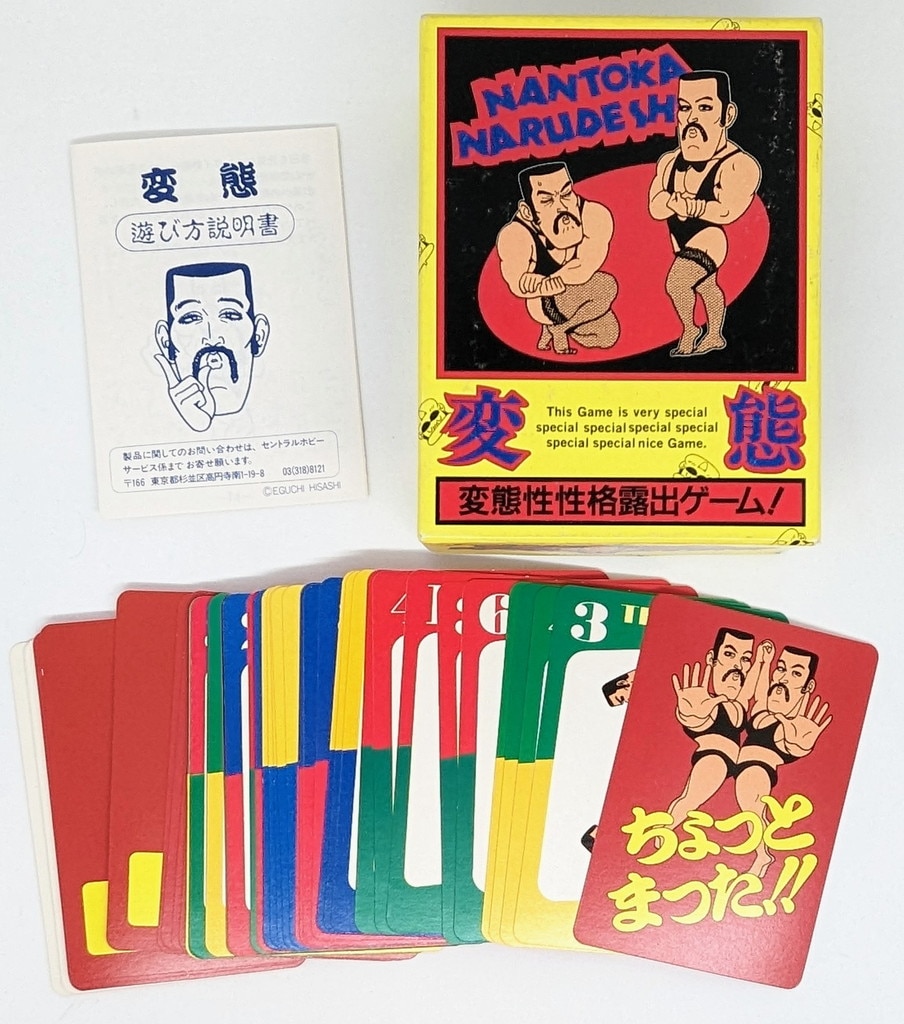 変 態
遊び方説明書
製品に関してのお問い合わせは、セントラルホビー
サービス係まで お寄せ願います。
〒166 東京都杉並区高円寺南1-19-8 03(318)8121
©EGUCHI HISASHI
NANTOKA
NARUDESH
変 態
This Game is very special
special special special special
special special nice Game.
変態性性格露出ゲーム!
4
1
6
3
ちょっと
まった!!